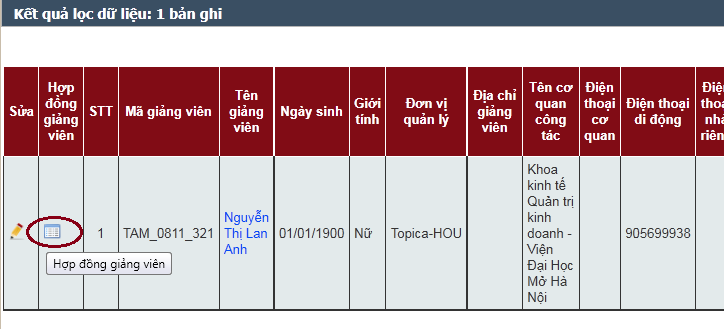 Kết quả lọc dữ liệu: 1 bản ghi
Sửa
Hợp
đồng
giảng
viên
STT
Mã giảng viên
Tên
giảng
viên
Ngày sinh
Giới
tính
Đơn vị
quản lý
Địa chỉ
giảng
viên
Tên cơ
quan
công
tác
Điện
thoại
cơ
quan
Điện thoại
di động
Điện
thoại
nhà
riên
1
TAM_0811_321
Nguyễn
Thị Lan
Anh
01/01/1900
Nữ
Topica-HOU
Khoa
kinh tế
Quản trị
kinh
doanh -
Viện
Đại Học
Mở Hà
Nội
905699938
Hợp đồng giảng viên